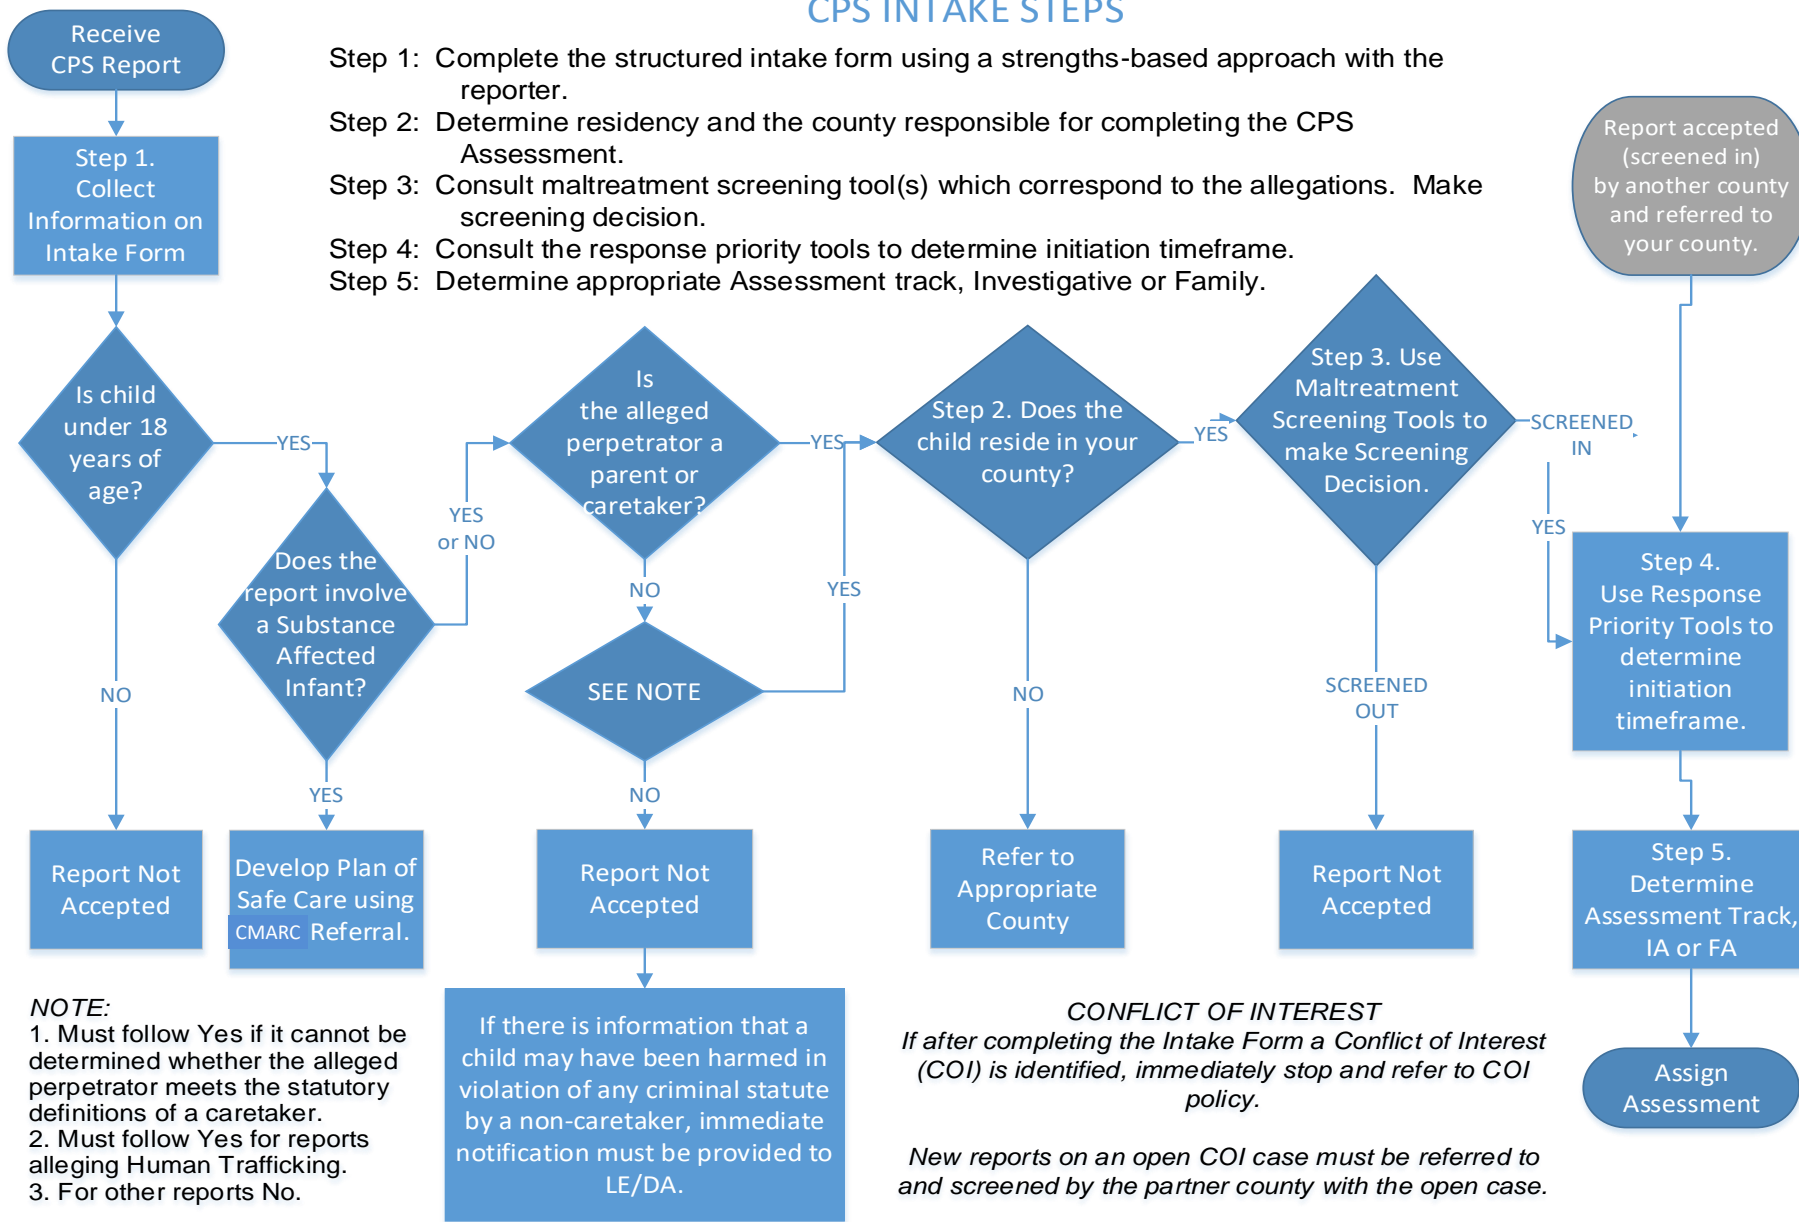 CPS INTAKE STEPS
Receive
CPS Report
Step 1: Complete the structured intake form using a strengths-based approach with the
reporter.
Step 2: Determine residency and the county responsible for completing the CPS
Assessment.
Step 3: Consult maltreatment screening tool(s) which correspond to the allegations. Make
screening decision.
Step 4: Consult the response priority tools to determine initiation timeframe.
Step 5: Determine appropriate Assessment track, Investigative or Family.
Step 1.
Collect
Information on
Intake Form
Report accepted
(screened in)
by another county
and referred to
your county.
Is child
under 18
years of
age?
YES
NO
Does the
report involve
a Substance
Affected
Infant?
YES
or NO
YES
Is
the alleged
perpetrator a
parent or
caretaker?
YES
NO
SEE NOTE
YES
NO
Step 2. Does the
child reside in your
county?
YES
NO
Step 3. Use
Maltreatment
Screening Tools to
make Screening
Decision.
SCREENED
IN
YES
SCREENED
OUT
Step 4.
Use Response
Priority Tools to
determine
initiation
timeframe.
Report Not
Accepted
Develop Plan of
Safe Care using
CMARC Referral.
Report Not
Accepted
Refer to
Appropriate
County
Report Not
Accepted
Step 5.
Determine
Assessment Track,
IA or FA
NOTE:
1. Must follow Yes if it cannot be
determined whether the alleged
perpetrator meets the statutory
definitions of a caretaker.
2. Must follow Yes for reports
alleging Human Trafficking.
3. For other reports No.
If there is information that a
child may have been harmed in
violation of any criminal statute
by a non-caretaker, immediate
notification must be provided to
LE/DA.
CONFLICT OF INTEREST
If after completing the Intake Form a Conflict of Interest
(COI) is identified, immediately stop and refer to COI
policy.
New reports on an open COI case must be referred to
and screened by the partner county with the open case.
Assign
Assessment